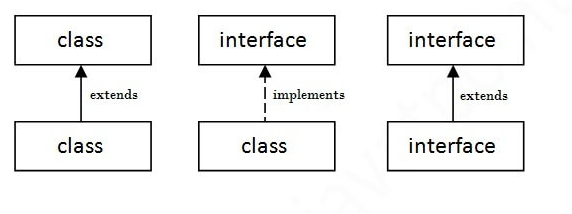 class interface interface
extends implements extends
class class interface